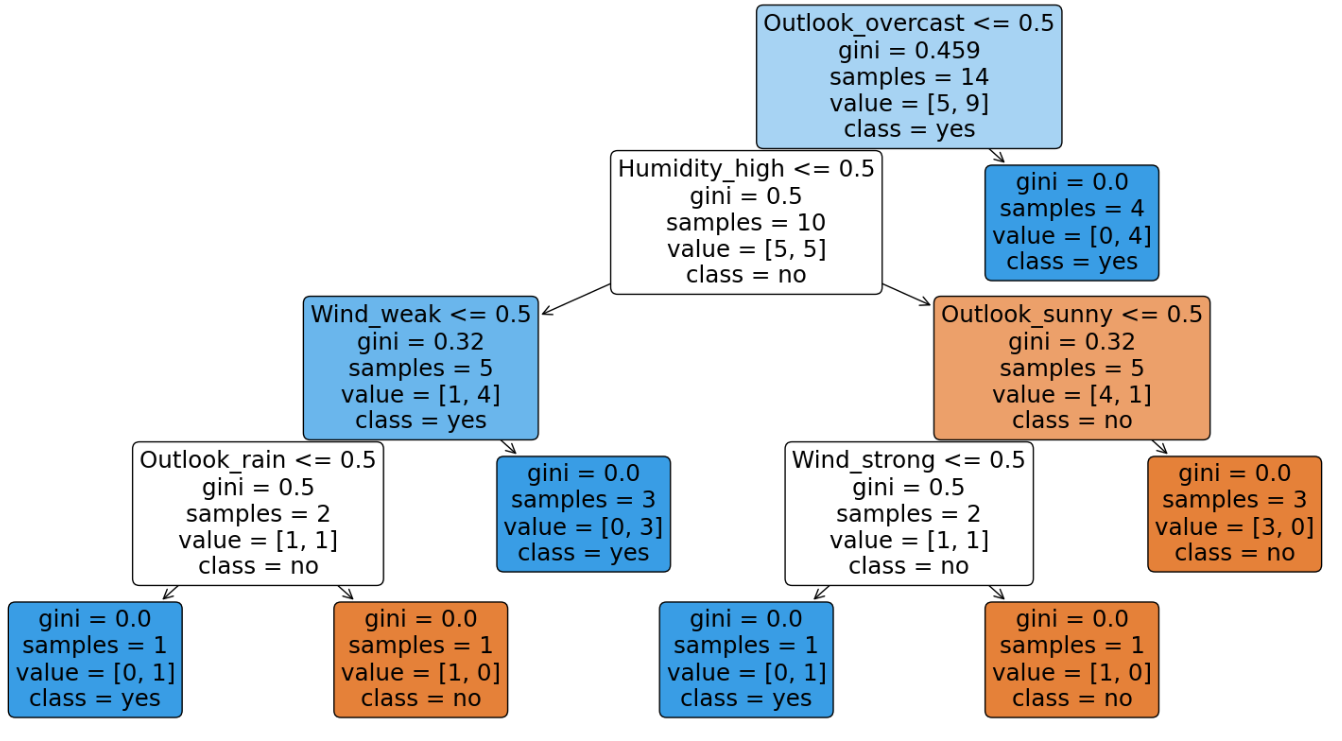 Outlook_overcast <= 0.5
gini = 0.459
samples = 14
value = [5, 9]
class = yes
Humidity_high <= 0.5
gini = 0.5
samples = 10
value = [5, 5]
class = no
gini = 0.0
samples = 4
value = [0, 4]
class = yes
Wind_weak <= 0.5
gini = 0.32
samples = 5
value = [1, 4]
class = yes
Outlook_sunny <= 0.5
gini = 0.32
samples = 5
value = [4, 1]
class = no
Outlook_rain <= 0.5
gini = 0.5
samples = 2
value = [1, 1]
class = no
gini = 0.0
samples = 3
value = [0, 3]
class = yes
Wind_strong <= 0.5
gini = 0.5
samples = 2
value = [1, 1]
class = no
gini = 0.0
samples = 3
value = [3, 0]
class = no
gini = 0.0
samples = 1
value = [0, 1]
class = yes
gini = 0.0
samples = 1
value = [1, 0]
class = no
gini = 0.0
samples = 1
value = [0, 1]
class = yes
gini = 0.0
samples = 1
value = [1, 0]
class = no